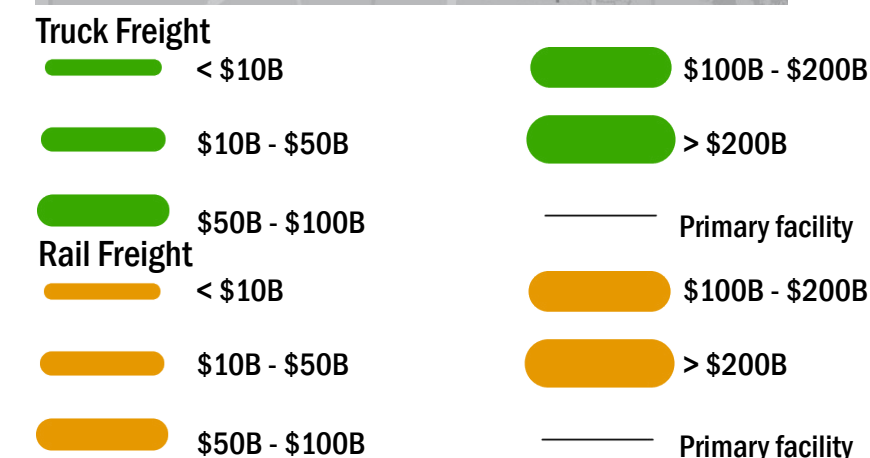 Truck Freight
< $10B
$100B - $200B
$10B - $50B
> $200B
$50B - $100B
Primary facility
Rail Freight
< $10B
$100B - $200B
$10B - $50B
> $200B
$50B - $100B
Primary facility